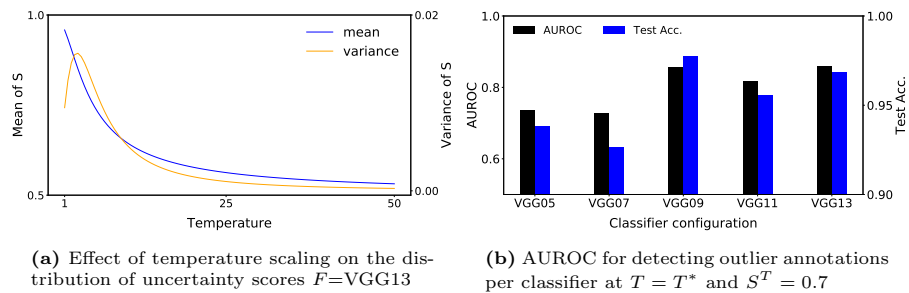 1.0
0.5
Mean of S
mean
variance
0.02
0.00
Variance of S
1
25
50
Temperature
(a) Effect of temperature scaling on the dis-
tribution of uncertainty scores F=VGG13
AUROC
Test Acc.
1.0
0.8
0.6
AUROC
1.00
0.95
0.90
Test Acc.
VGG05 VGG07 VGG09 VGG11 VGG13
Classifier configuration
(b) AUROC for detecting outlier annotations
per classifier at T = T* and S^T = 0.7